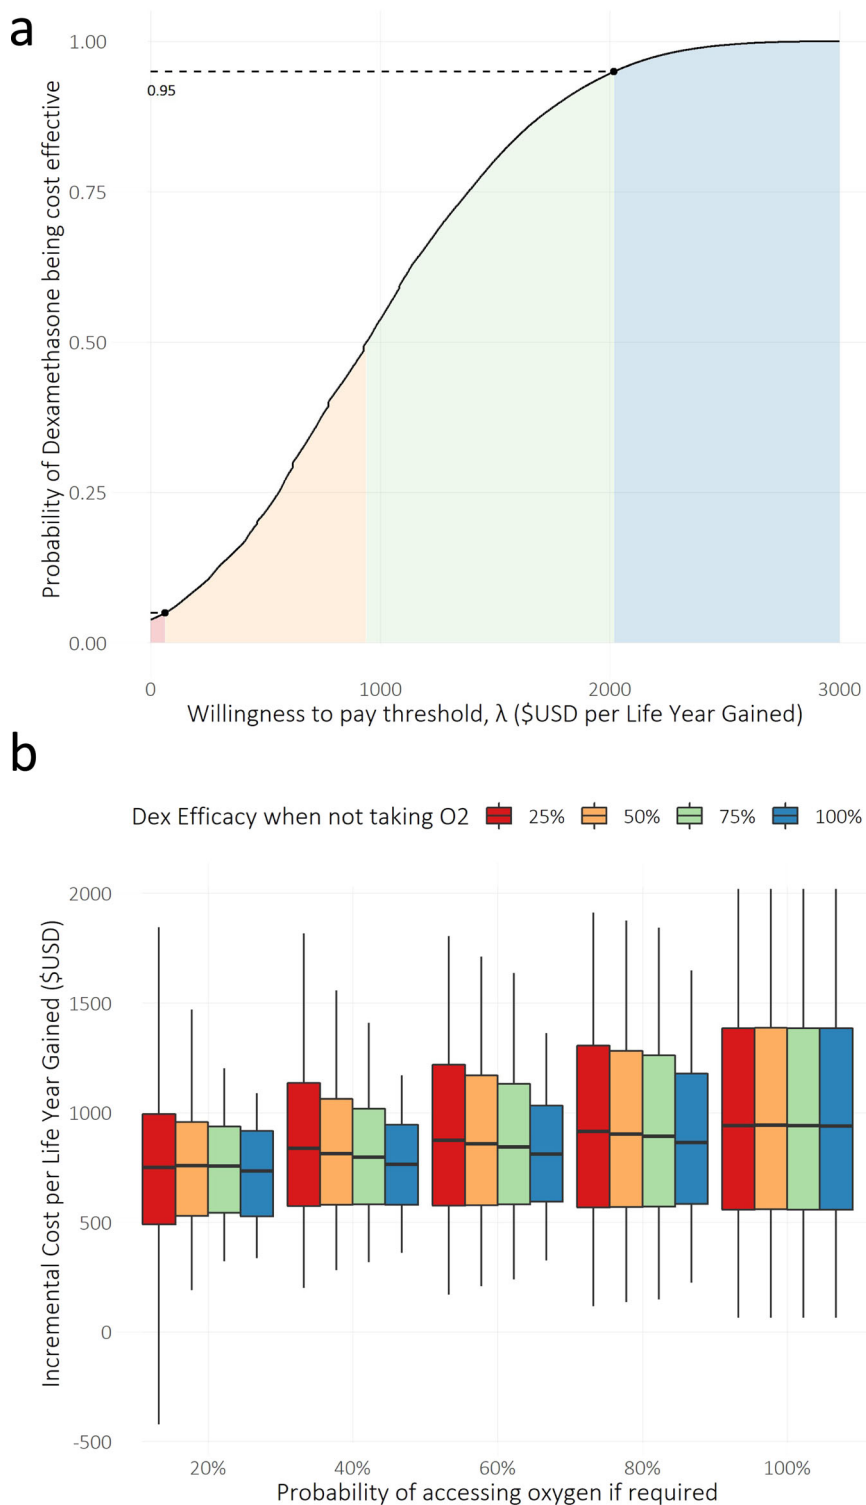 a
1.00
0.95
0.75
0.50
0.25
0.00
Probability of Dexamethasone being cost effective
0 1000 2000 3000
Willingness to pay threshold, λ ($USD per Life Year Gained)
b
Dex Efficacy when not taking O2 25% 50% 75% 100%
2000
1500
1000
500
0
-500
Incremental Cost per Life Year Gained ($USD)
20% 40% 60% 80% 100%
Probability of accessing oxygen if required